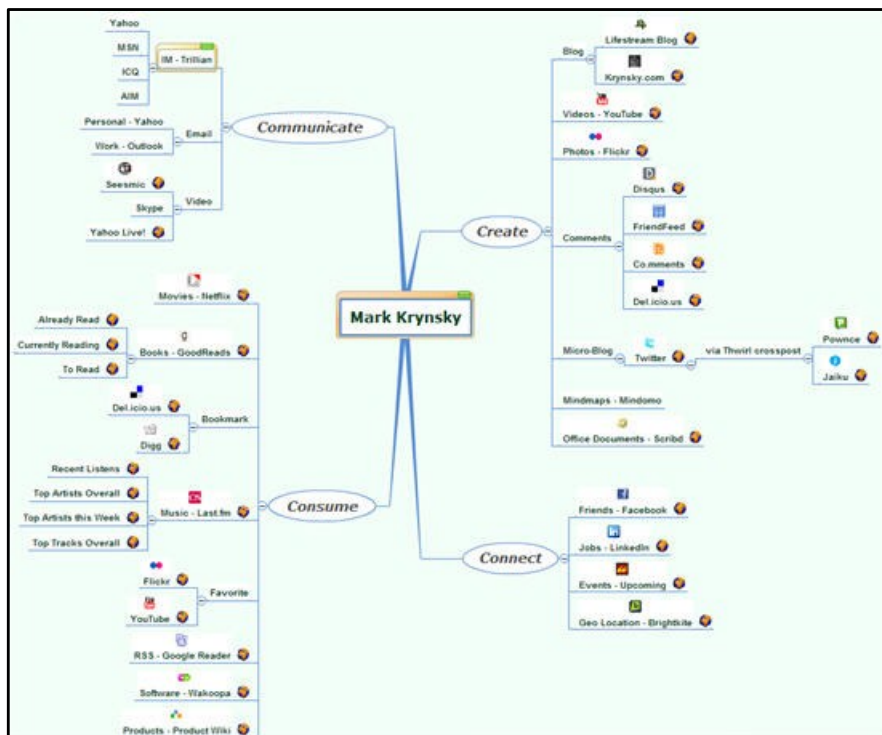 Mark Krynsky
Communicate
IM - Trillian
Yahoo
MSN
ICQ
AIM
Email
Personal - Yahoo
Work - Outlook
Video
Seesmic
Skype
Yahoo Live!
Create
Blog
Lifestream Blog
Krynsky.com
Videos - YouTube
Photos - Flickr
Comments
Disqus
FriendFeed
Co.mments
Del.icio.us
Micro-Blog
Twitter
via Thwirl crosspost
Pownce
Jaiku
Mindmaps - Mindomo
Office Documents - Scribd
Consume
Movies - Netflix
Books - GoodReads
Already Read
Currently Reading
To Read
Bookmark
Del.icio.us
Digg
Music - Last.fm
Recent Listens
Top Artists Overall
Top Artists this Week
Top Tracks Overall
Favorite
Flickr
YouTube
RSS - Google Reader
Software - Wakoopa
Products - Product Wiki
Connect
Friends - Facebook
Jobs - LinkedIn
Events - Upcoming
Geo Location - Brightkite